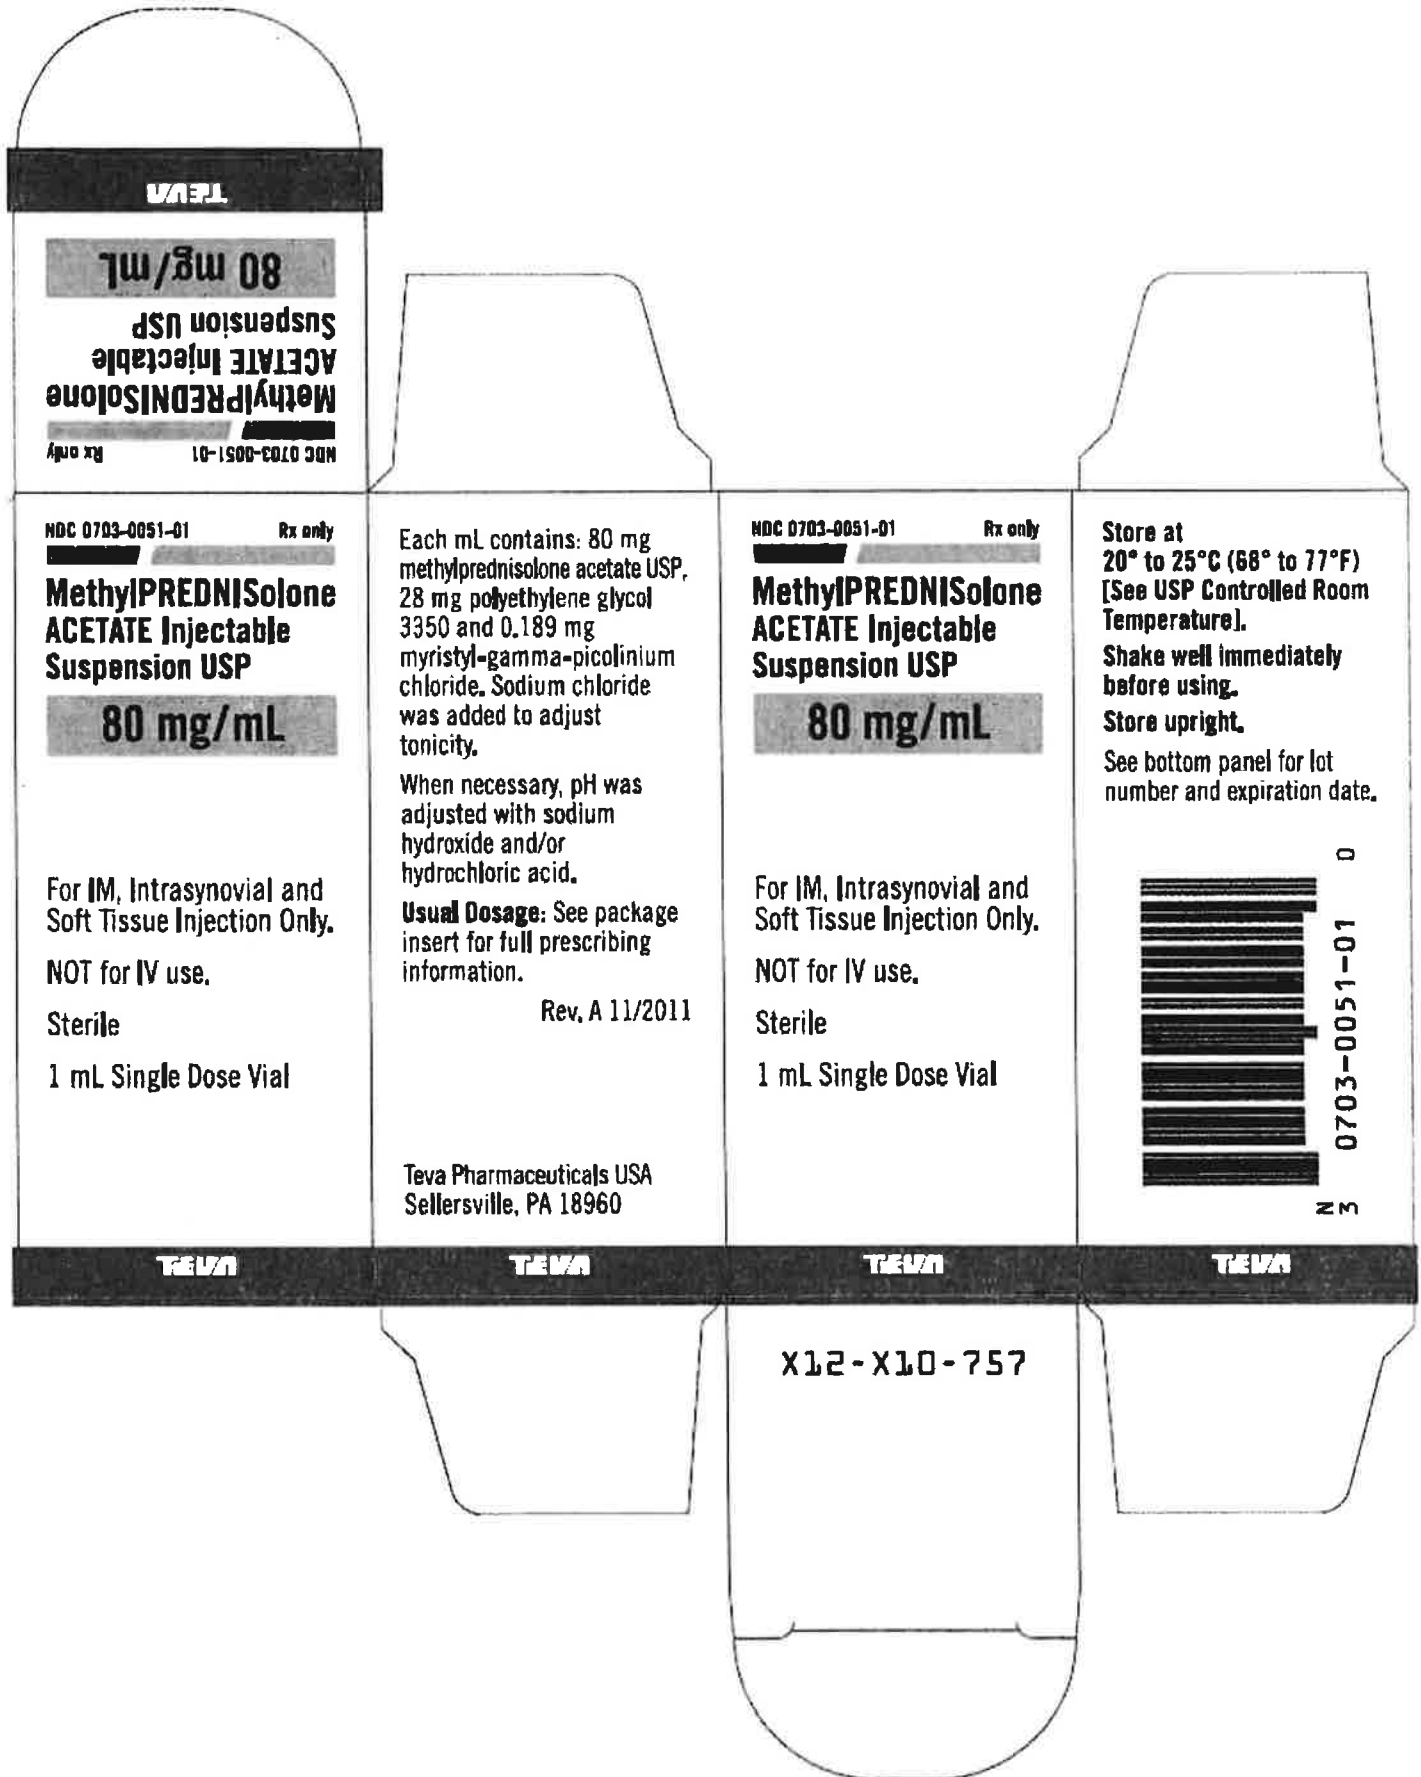 TEVA
80 mg/mL
Suspension USP
ACETATE Injectable
MethylPREDNISolone
NDC 0703-0051-01 Rx only
NDC 0703-0051-01 Rx only
MethylPREDNISolone
ACETATE Injectable
Suspension USP
80 mg/mL
For IM, Intrasynovial and
Soft Tissue Injection Only.
NOT for IV use.
Sterile
1 mL Single Dose Vial
TEVA
Each mL contains: 80 mg
methylprednisolone acetate USP,
28 mg polyethylene glycol
3350 and 0.189 mg
myristyl-gamma-picolinium
chloride. Sodium chloride
was added to adjust
tonicity.
When necessary, pH was
adjusted with sodium
hydroxide and/or
hydrochloric acid.
Usual Dosage: See package
insert for full prescribing
information.
Rev. A 11/2011
Teva Pharmaceuticals USA
Sellersville, PA 18960
TEVA
NDC 0703-0051-01 Rx only
MethylPREDNISolone
ACETATE Injectable
Suspension USP
80 mg/mL
For IM, Intrasynovial and
Soft Tissue Injection Only.
NOT for IV use.
Sterile
1 mL Single Dose Vial
TEVA
X12-X10-757
Store at
20° to 25°C (68° to 77°F)
[See USP Controlled Room
Temperature].
Shake well immediately
before using.
Store upright.
See bottom panel for lot
number and expiration date.
N
3 0703-0051-01 0
TEVA